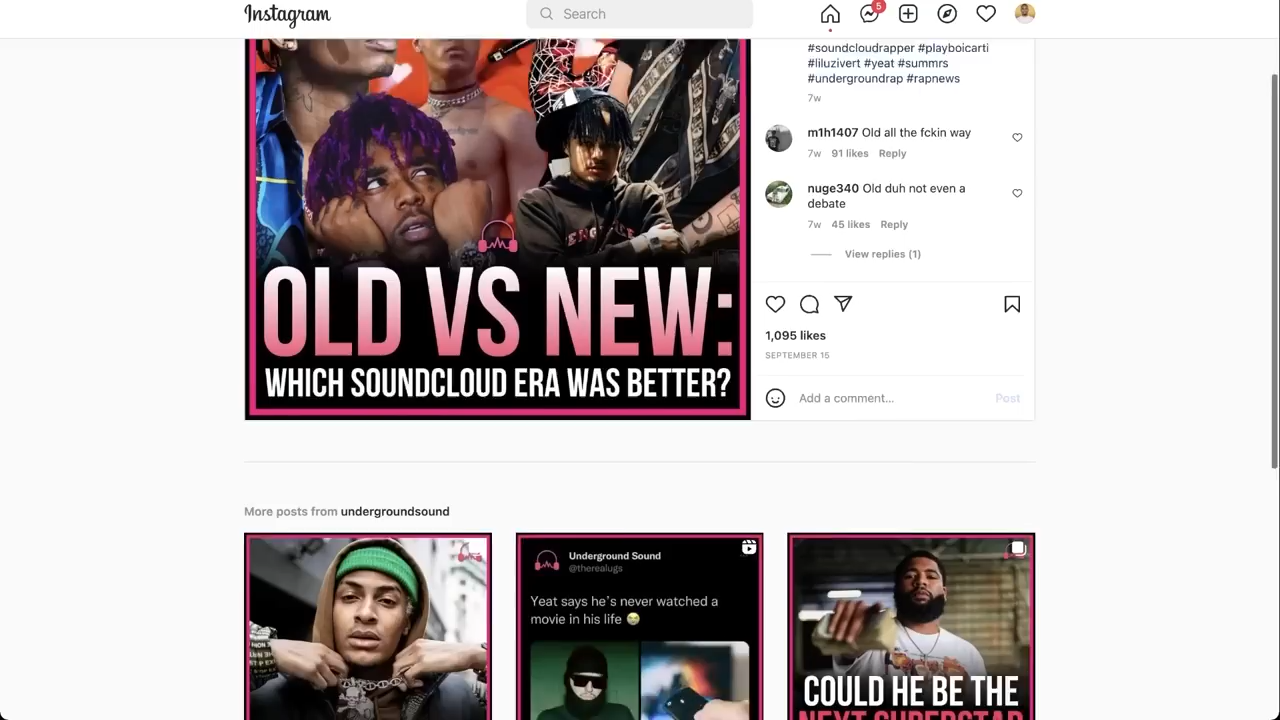 Instagram
Search
5
#soundcloudrapper #playboicarti
#liluzivert #yeat #summrs
#undergroundrap #rapnews
7w
m1h1407 Old all the fckin way
7w 91 likes Reply
nuge340 Old duh not even a
debate
7w 45 likes Reply
View replies (1)
OLD VS NEW:
WHICH SOUNDCLOUD ERA WAS BETTER?
1,095 likes
SEPTEMBER 15
Add a comment... Post
More posts from undergroundsound
Underground Sound
@therealugs
Yeat says he's never watched a
movie in his life 😭
COULD HE BE THE
NEXT SUPERSTAR